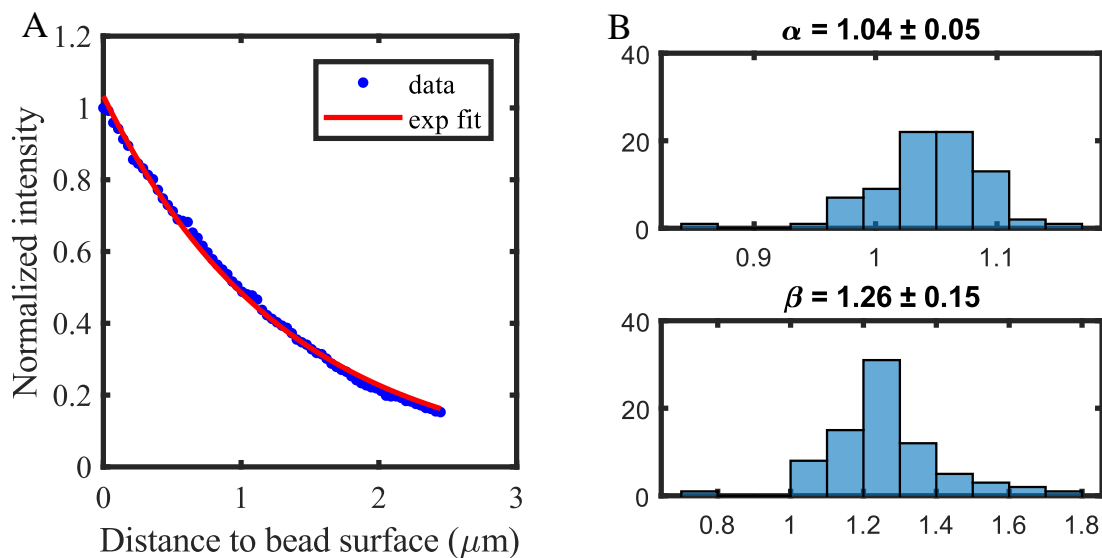 A
1.2
1
0.8
0.6
0.4
0.2
0
0 1 2 3
Normalized intensity
Distance to bead surface (μm)
data
exp fit
B
α = 1.04 ± 0.05
40
20
0
0.9 1 1.1
β = 1.26 ± 0.15
40
20
0
0.8 1 1.2 1.4 1.6 1.8